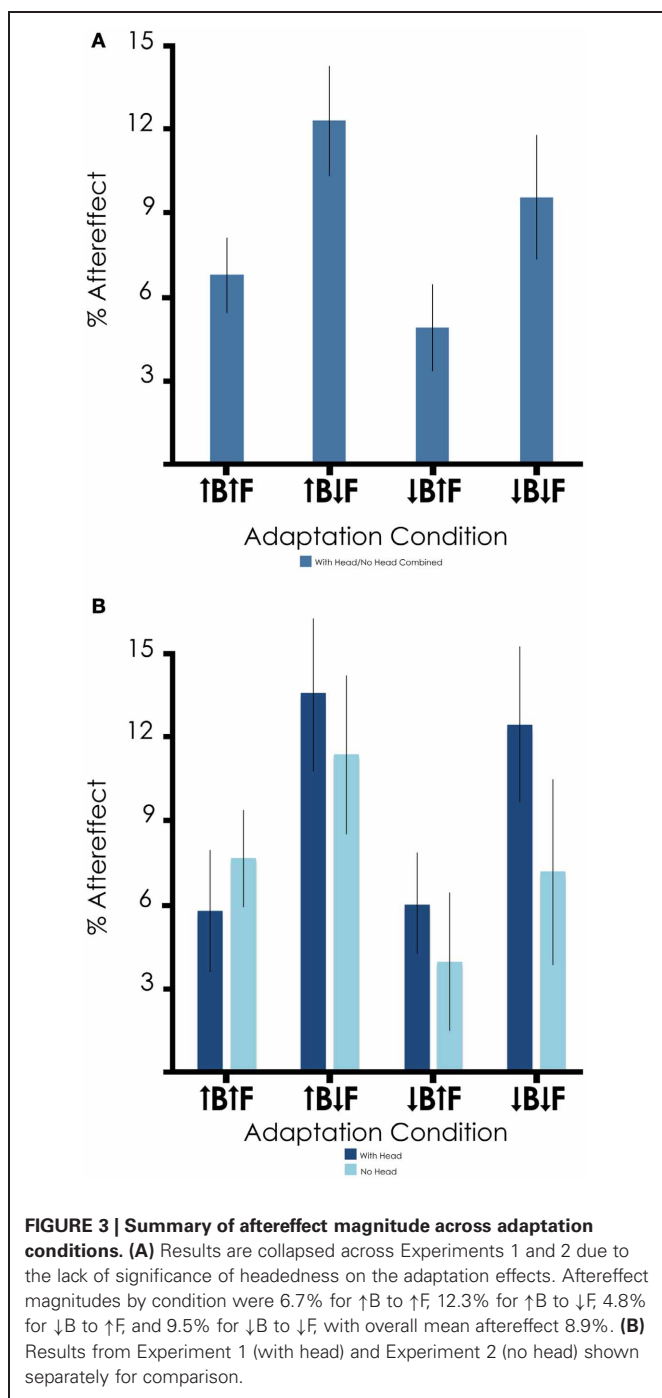 A
15
12
9
6
3
% Aftereffect
↑B↑F ↑B↓F ↓B↑F ↓B↓F
Adaptation Condition
With Head/No Head Combined
B
15
12
9
6
3
% Aftereffect
↑B↑F ↑B↓F ↓B↑F ↓B↓F
Adaptation Condition
With Head
No Head
FIGURE 3 | Summary of aftereffect magnitude across adaptation
conditions. (A) Results are collapsed across Experiments 1 and 2 due to
the lack of significance of headedness on the adaptation effects. Aftereffect
magnitudes by condition were 6.7% for ↑B to ↑F, 12.3% for ↑B to ↓F, 4.8%
for ↓B to ↑F, and 9.5% for ↓B to ↓F, with overall mean aftereffect 8.9%. (B)
Results from Experiment 1 (with head) and Experiment 2 (no head) shown
separately for comparison.